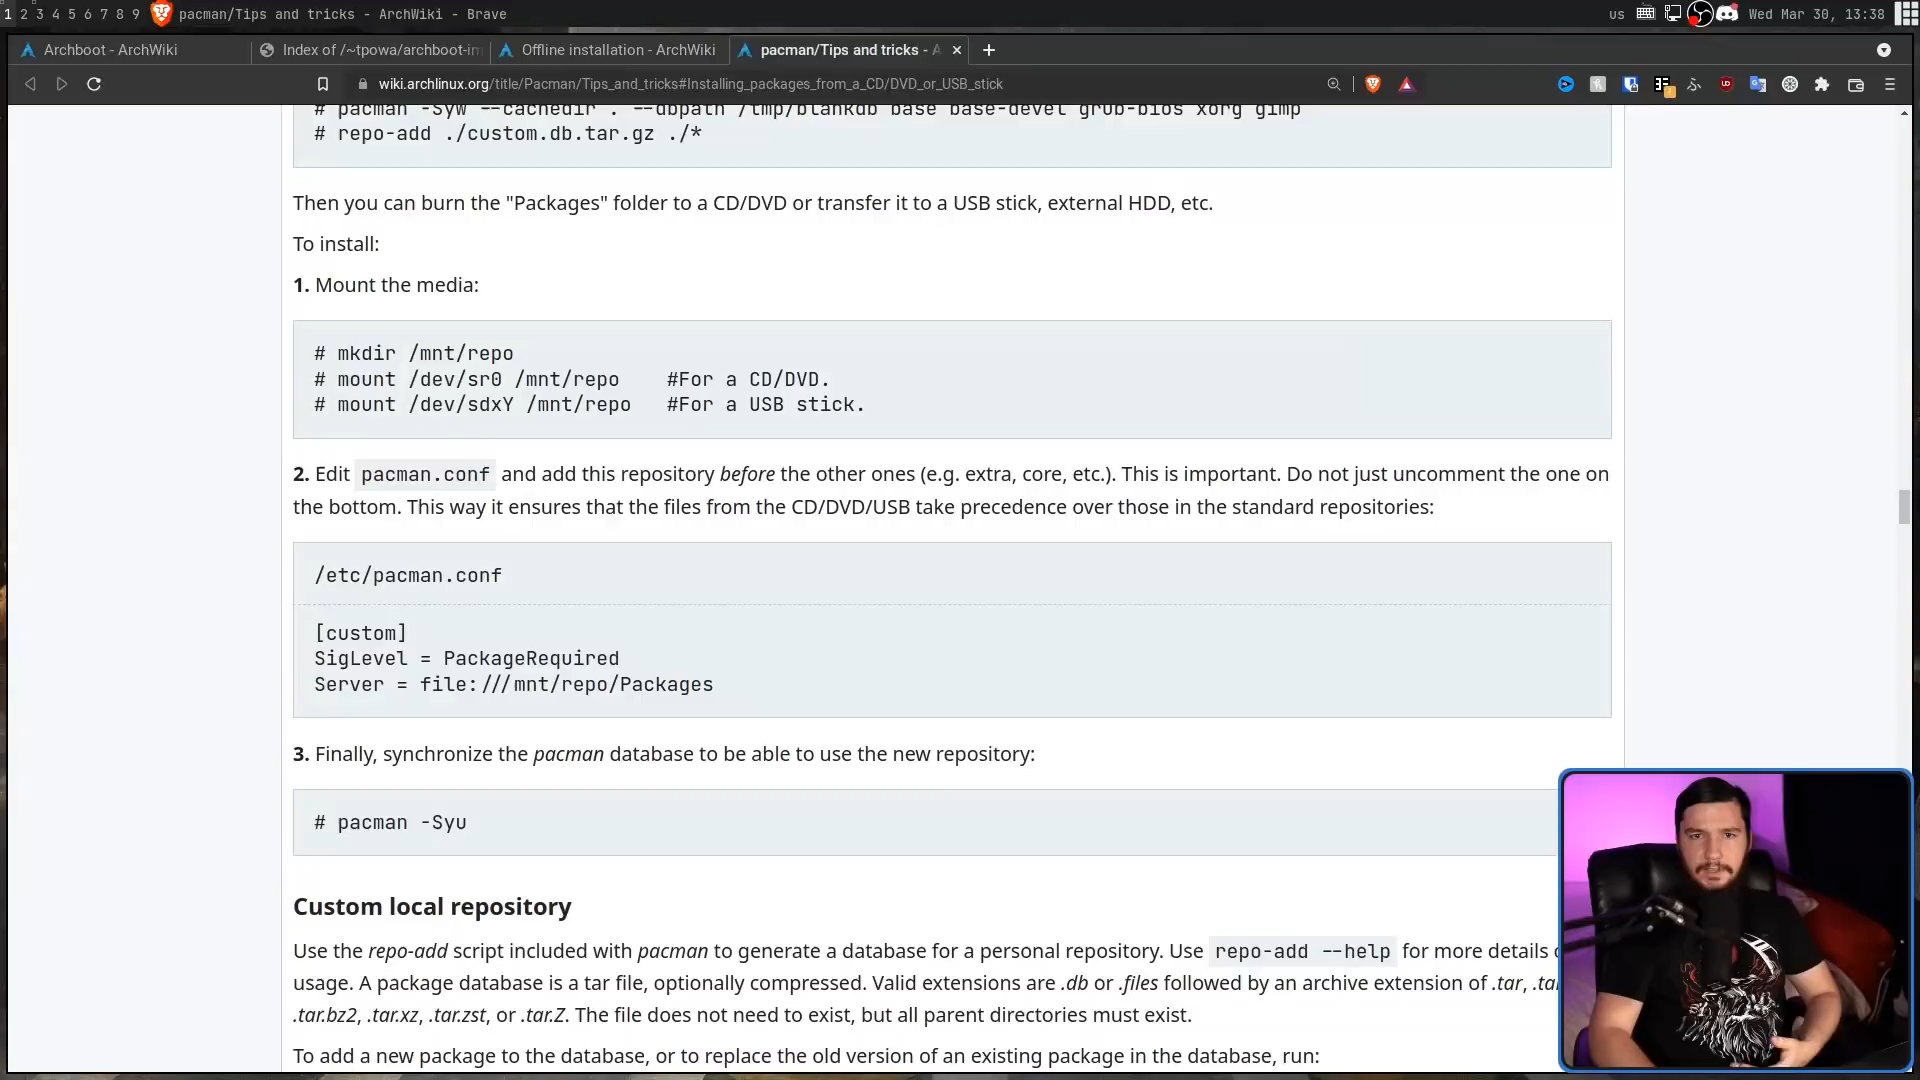 1 2 3 4 5 6 7 8 9 pacman/Tips and tricks - ArchWiki - Brave us Wed Mar 30, 13:38
Archboot - ArchWiki Index of /~tpowa/archboot-im Offline installation - ArchWiki pacman/Tips and tricks - A
wiki.archlinux.org/title/Pacman/Tips_and_tricks#Installing_packages_from_a_CD/DVD_or_USB_stick
# pacman -Syw --cachedir . --dbpath /tmp/blankdb base base-devel grub-bios xorg gimp
# repo-add ./custom.db.tar.gz ./*
Then you can burn the "Packages" folder to a CD/DVD or transfer it to a USB stick, external HDD, etc.
To install:
1. Mount the media:
# mkdir /mnt/repo
# mount /dev/sr0 /mnt/repo    #For a CD/DVD.
# mount /dev/sdxY /mnt/repo   #For a USB stick.
2. Edit pacman.conf and add this repository before the other ones (e.g. extra, core, etc.). This is important. Do not just uncomment the one on
the bottom. This way it ensures that the files from the CD/DVD/USB take precedence over those in the standard repositories:
/etc/pacman.conf
[custom]
SigLevel = PackageRequired
Server = file:///mnt/repo/Packages
3. Finally, synchronize the pacman database to be able to use the new repository:
# pacman -Syu
Custom local repository
Use the repo-add script included with pacman to generate a database for a personal repository. Use repo-add --help for more details
usage. A package database is a tar file, optionally compressed. Valid extensions are .db or .files followed by an archive extension of .tar,
.tar.bz2, .tar.xz, .tar.zst, or .tar.Z. The file does not need to exist, but all parent directories must exist.
To add a new package to the database, or to replace the old version of an existing package in the database, run: